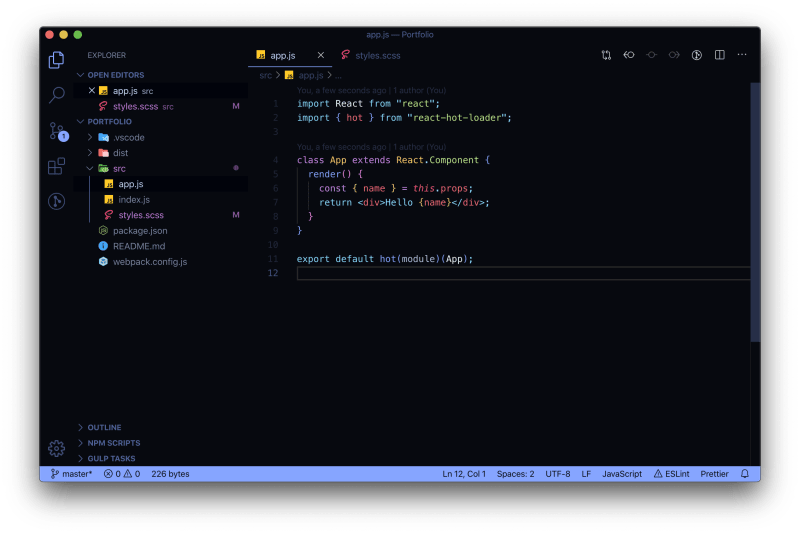 app.js — Portfolio
EXPLORER
OPEN EDITORS
app.js src
styles.scss src M
PORTFOLIO
.vscode
dist
src
app.js
index.js
styles.scss M
package.json
README.md
webpack.config.js
OUTLINE
NPM SCRIPTS
GULP TASKS
1
app.js
styles.scss
src > app.js > ...
You, a few seconds ago | 1 author (You)
1 import React from "react";
2 import { hot } from "react-hot-loader";
3
You, a few seconds ago | 1 author (You)
4 class App extends React.Component {
5 render() {
6 const { name } = this.props;
7 return <div>Hello {name}</div>;
8 }
9 }
10
11 export default hot(module)(App);
12
master* 0 0 226 bytes Ln 12, Col 1 Spaces: 2 UTF-8 LF JavaScript ESLint Prettier